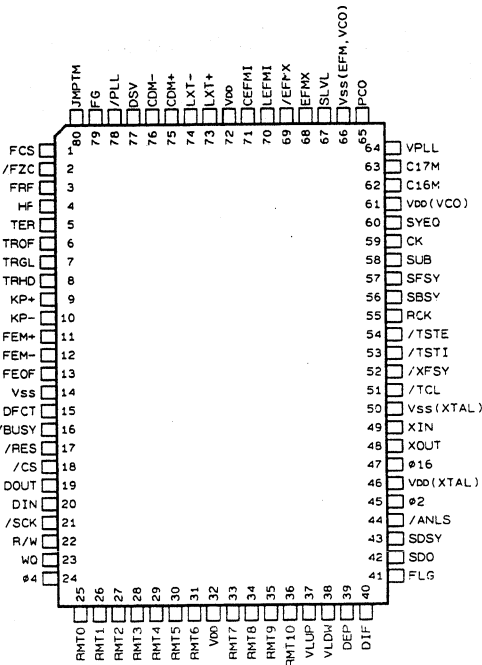 JMPTM 80
FG 79
/PLL 78
DSV 77
CDM- 76
CDM+ 75
LXT- 74
LXT+ 73
VDD 72
CEFMI 71
LEFMI 70
/EFMX 69
EFMX 68
SLVL 67
Vss(EFM,VCO) 66
PCO 65
FCS 1
/FZC 2
FRF 3
HF 4
TER 5
TROF 6
TRGL 7
TRHD 8
KP+ 9
KP- 10
FEM+ 11
FEM- 12
FEOF 13
Vss 14
DFCT 15
/BUSY 16
/RES 17
/CS 18
DOUT 19
DIN 20
/SCK 21
R/W 22
WQ 23
ø4 24
64 VPLL
63 C17M
62 C16M
61 VDD(VCO)
60 SYEQ
59 CK
58 SUB
57 SFSY
56 SBSY
55 RCK
54 /TSTE
53 /TSTI
52 /XFSY
51 /TCL
50 Vss(XTAL)
49 XIN
48 XOUT
47 ø16
46 VDD(XTAL)
45 ø2
44 /ANLS
43 SDSY
42 SDO
41 FLG
25 RMT0
26 RMT1
27 RMT2
28 RMT3
29 RMT4
30 RMT5
31 RMT6
32 VDD
33 RMT7
34 RMT8
35 RMT9
36 RMT10
37 VLUP
38 VLDW
39 DEP
40 DIF